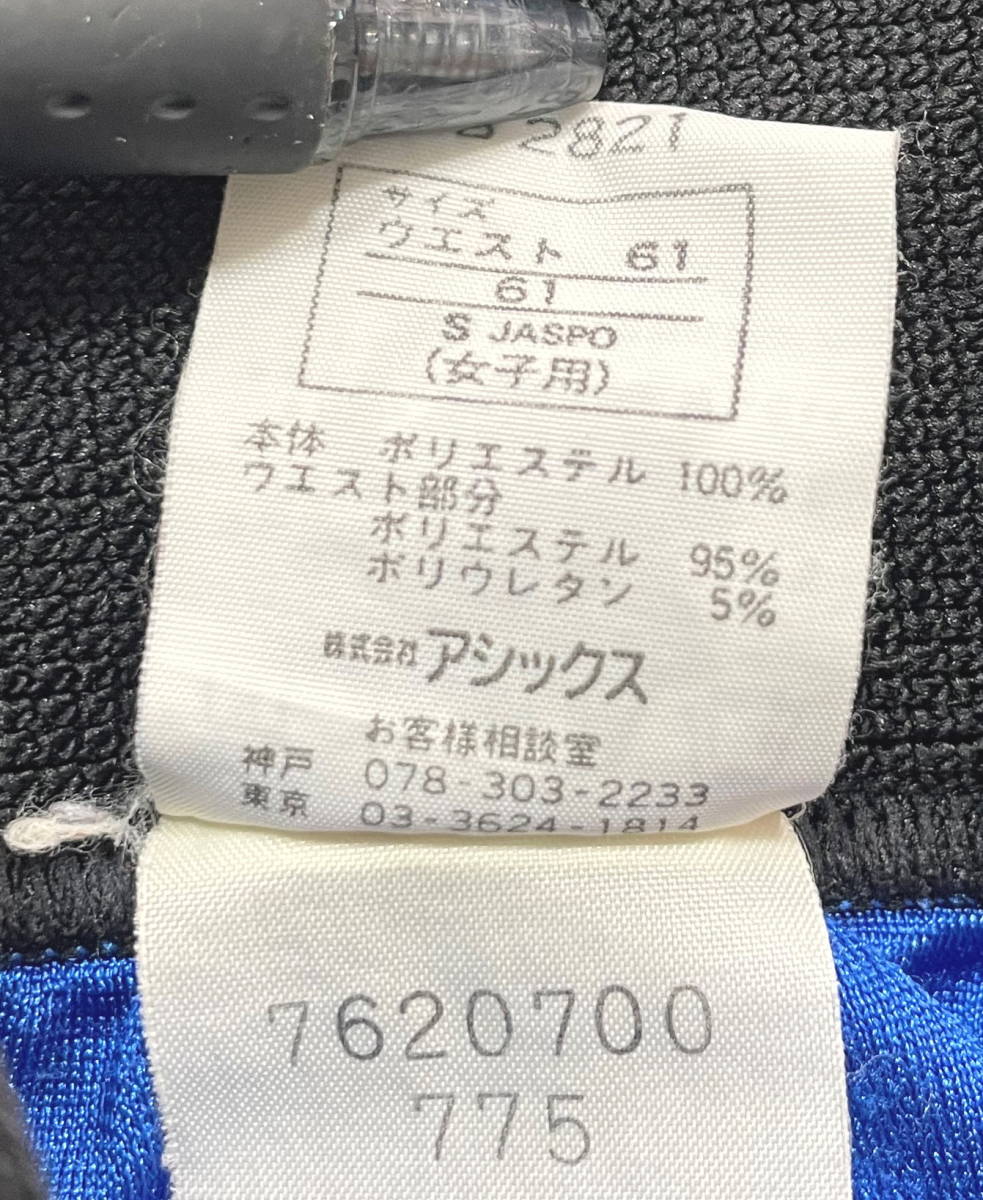 2821
サイズ
ウエスト 61
61
S JASPO
(女子用)
本体 ポリエステル 100%
ウエスト部分
ポリエステル 95%
ポリウレタン 5%
株式会社アシックス
お客様相談室
神戸 078-303-2233
東京 03-3624-1814
7620700
775